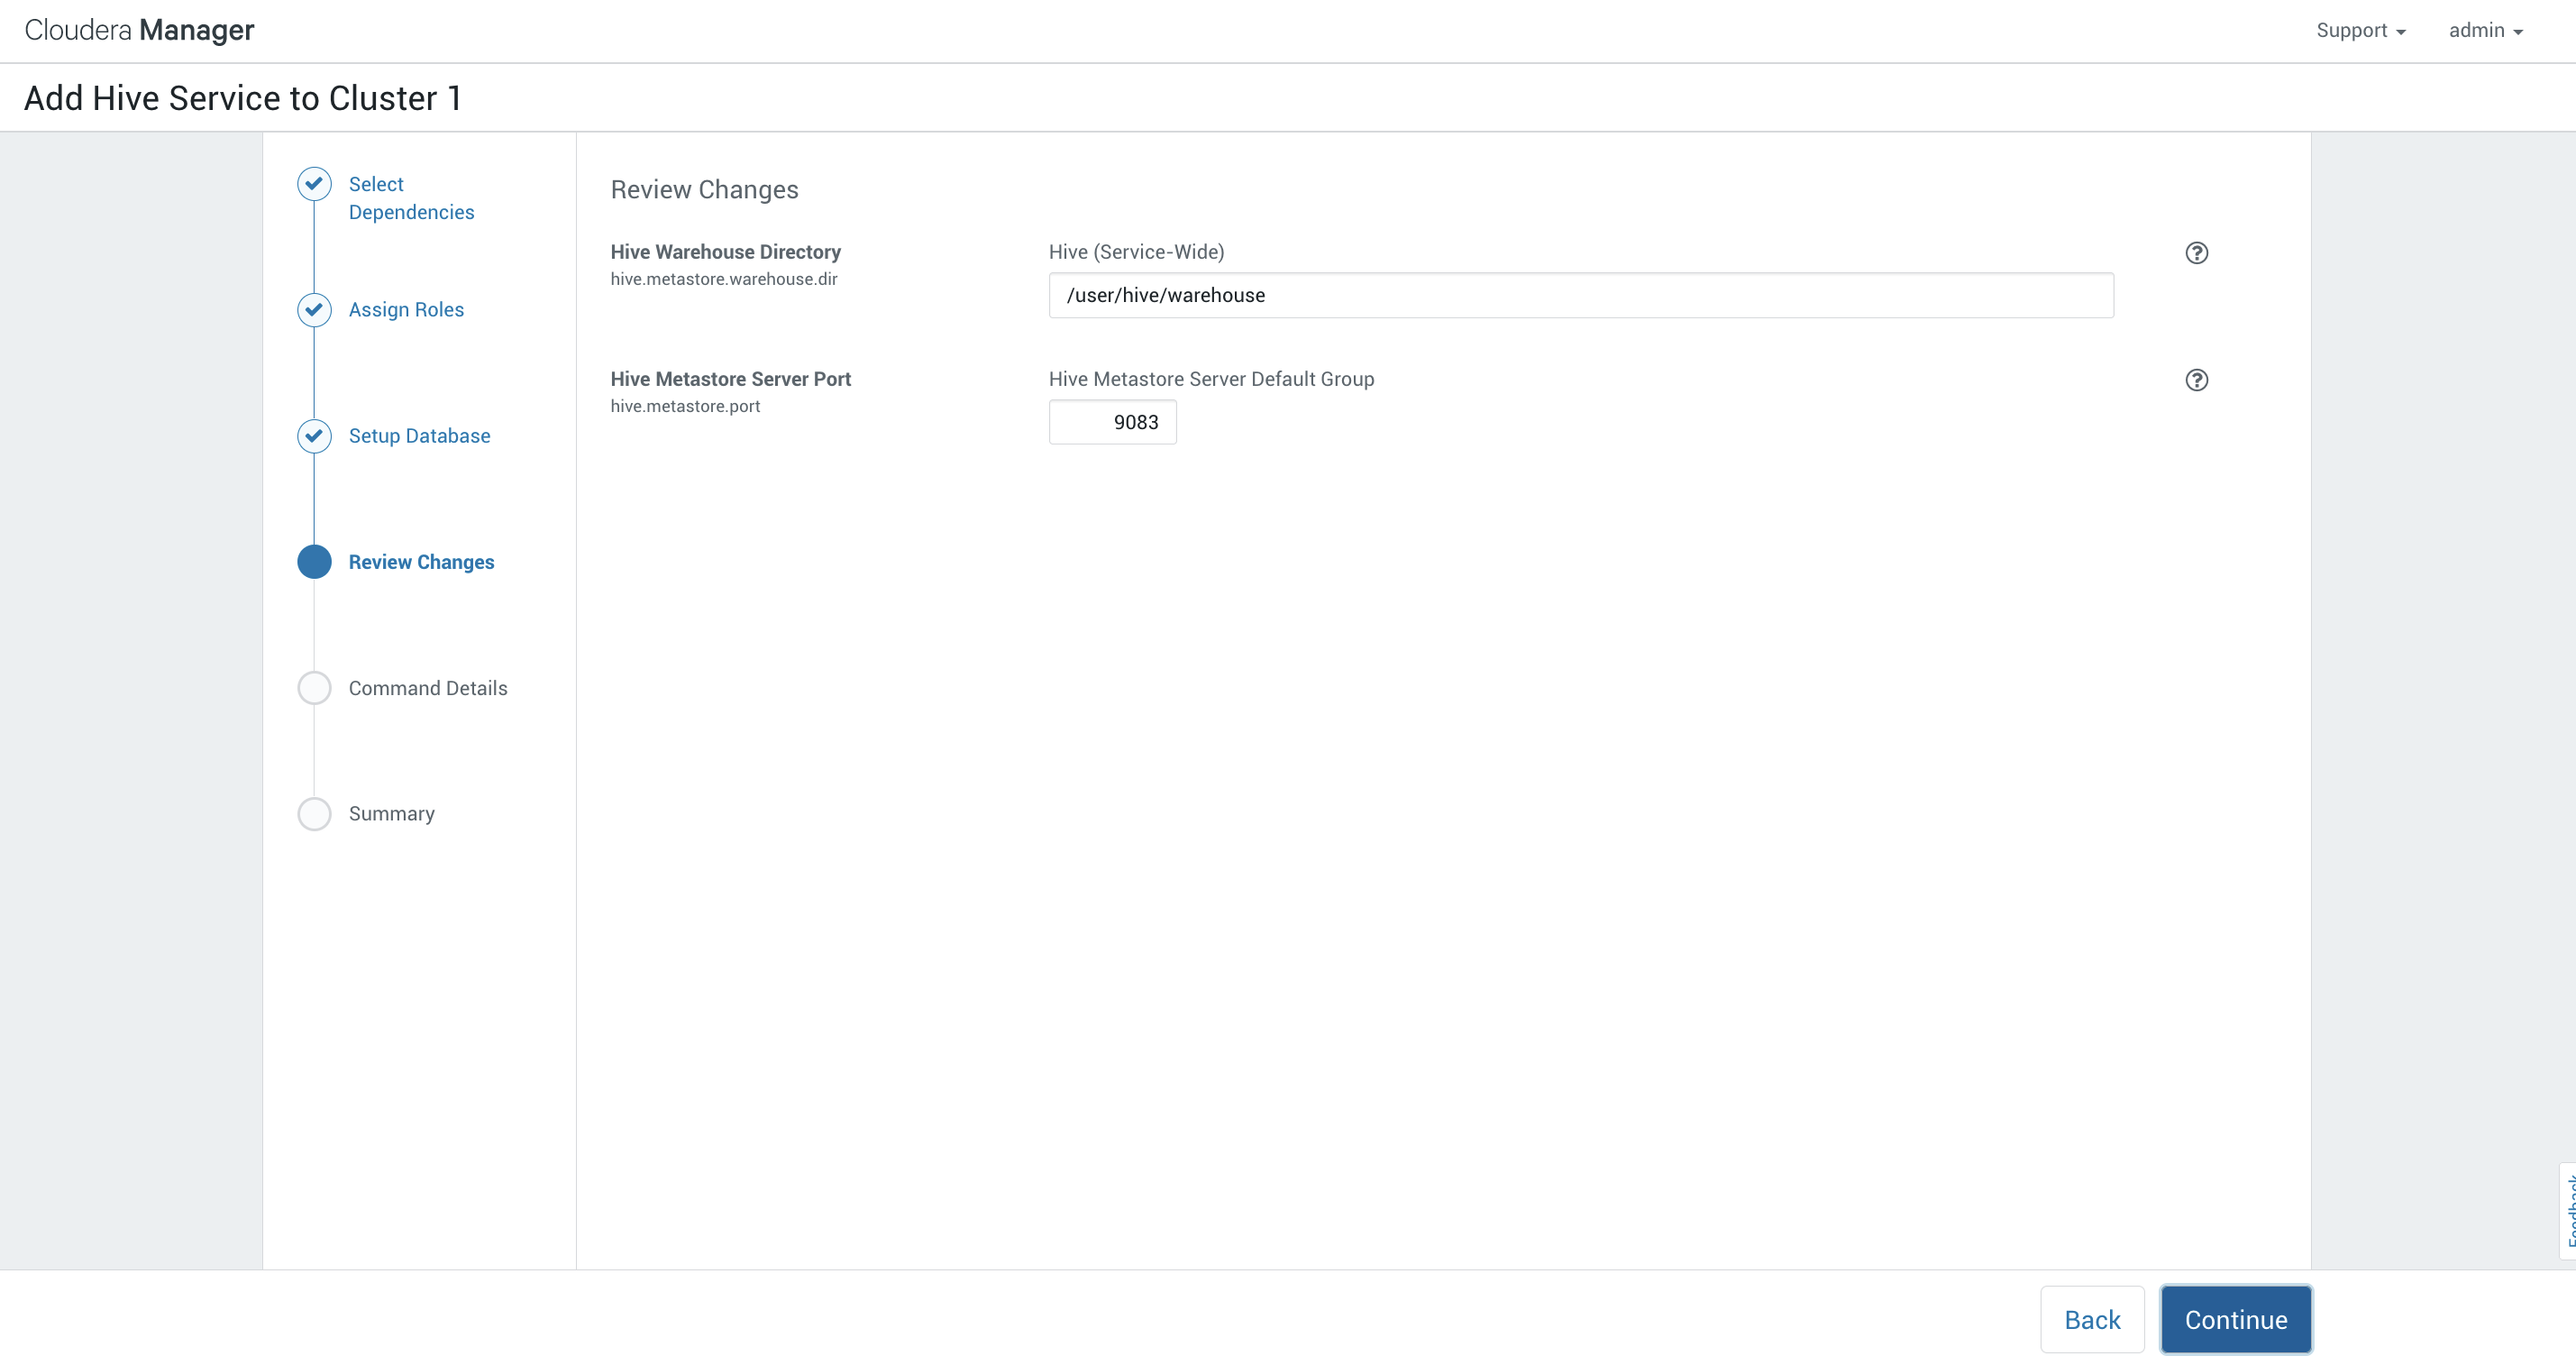 Cloudera Manager
Support
admin
Add Hive Service to Cluster 1
Select
Dependencies
Assign Roles
Setup Database
Review Changes
Command Details
Summary
Review Changes
Hive Warehouse Directory
hive.metastore.warehouse.dir
Hive (Service-Wide)
/user/hive/warehouse
Hive Metastore Server Port
hive.metastore.port
Hive Metastore Server Default Group
9083
Feedback
Back
Continue